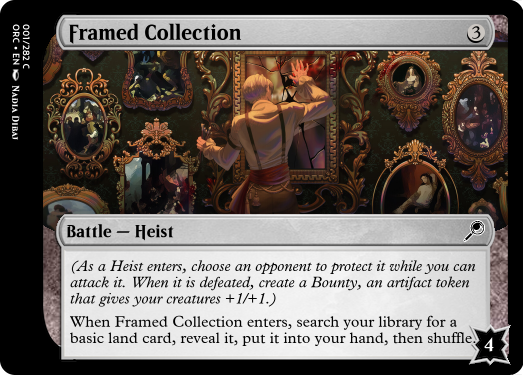 Framed Collection
3
Battle — Heist
(As a Heist enters, choose an opponent to protect it while you can
attack it. When it is defeated, create a Bounty, an artifact token
that gives your creatures +1/+1.)
When Framed Collection enters, search your library for a
basic land card, reveal it, put it into your hand, then shuffle.
4
001/282 C
ORC • EN Nadia Dibaj